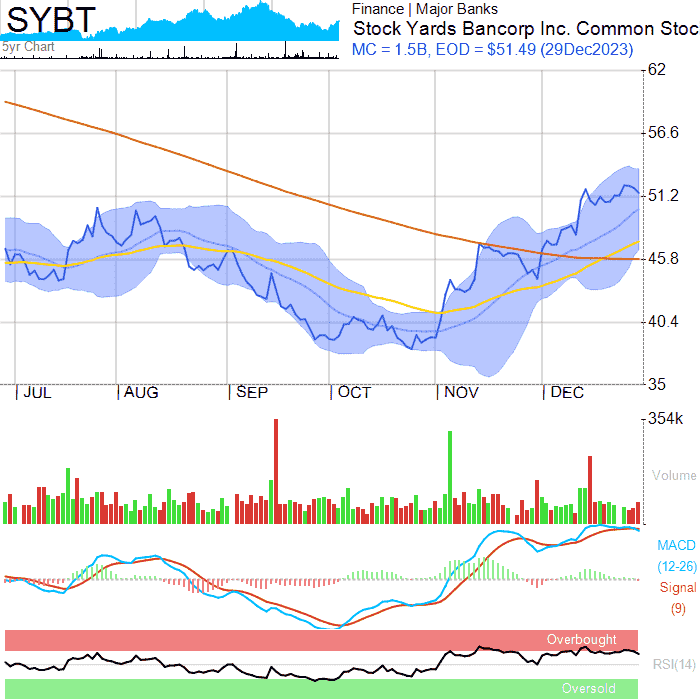 SYBT
5yr Chart
Finance | Major Banks
Stock Yards Bancorp Inc. Common Stoc
MC = 1.5B, EOD = $51.49 (29Dec2023)
62
56.6
51.2
45.8
40.4
35
JUL AUG SEP OCT NOV DEC
354k
Volume
MACD
(12-26)
Signal
(9)
Overbought
RSI(14)
Oversold